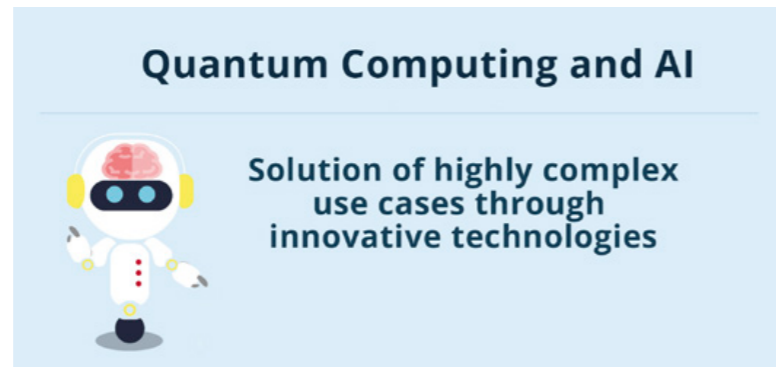 Quantum Computing and AI
Solution of highly complex
use cases through
innovative technologies